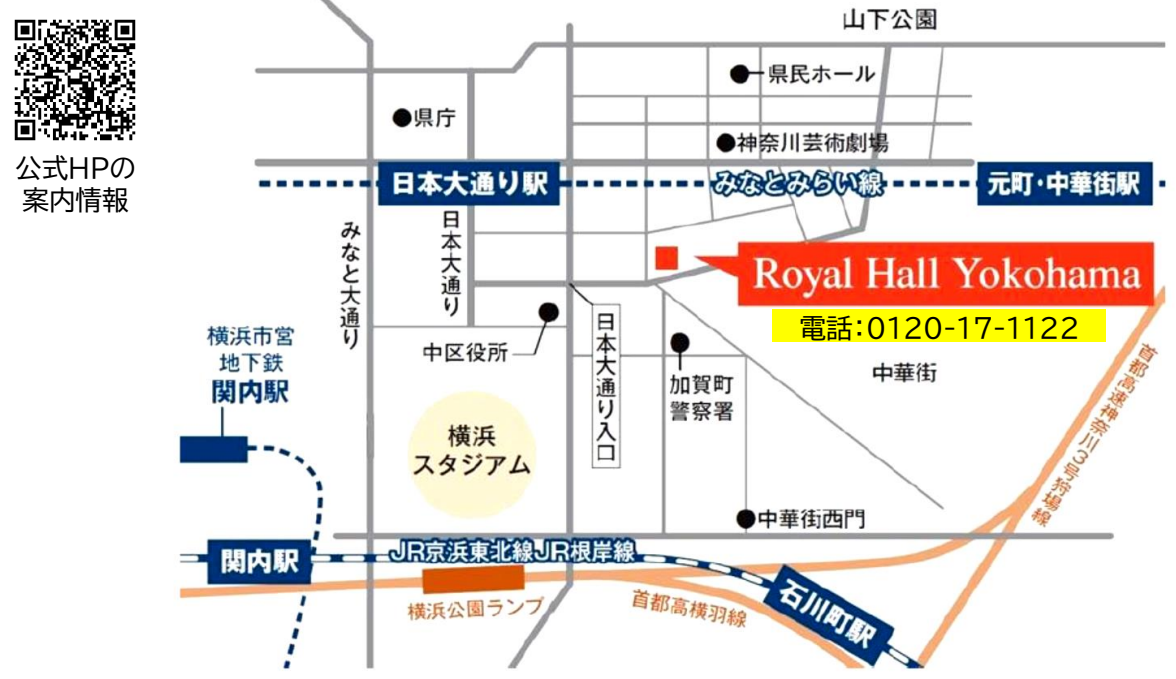 公式HPの
案内情報
山下公園
県民ホール
県庁
神奈川芸術劇場
日本大通り駅
みなとみらい線
元町・中華街駅
みなと大通り
日本大通り
Royal Hall Yokohama
電話:0120-17-1122
横浜市営
地下鉄
関内駅
中区役所
日本大通り入口
加賀町
警察署
中華街
首都高速神奈川3号狩場線
横浜
スタジアム
中華街西門
関内駅
JR京浜東北線JR根岸線
石川町駅
横浜公園ランプ
首都高横羽線